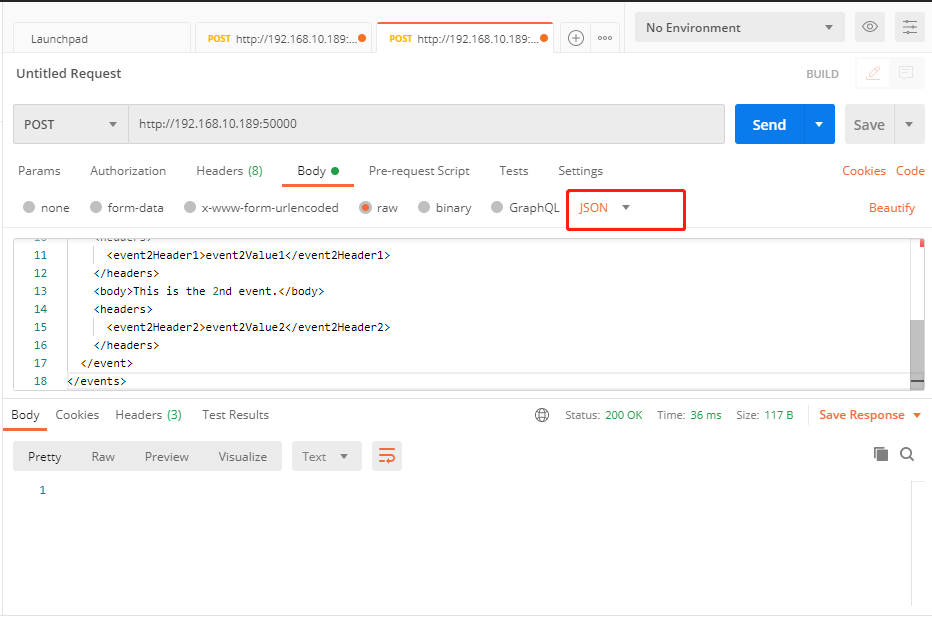 Launchpad
POST http://192.168.10.189:...
POST http://192.168.10.189:...
No Environment
Untitled Request
BUILD
POST
http://192.168.10.189:50000
Send
Save
Params
Authorization
Headers (8)
Body
Pre-request Script
Tests
Settings
Cookies
Code
none
form-data
x-www-form-urlencoded
raw
binary
GraphQL
JSON
Beautify
10 <headers>
11 <event2Header1>event2Value1</event2Header1>
12 </headers>
13 <body>This is the 2nd event.</body>
14 <headers>
15 <event2Header2>event2Value2</event2Header2>
16 </headers>
17 </event>
18 </events>
Body
Cookies
Headers (3)
Test Results
Status: 200 OK
Time: 36 ms
Size: 117 B
Save Response
Pretty
Raw
Preview
Visualize
Text
1